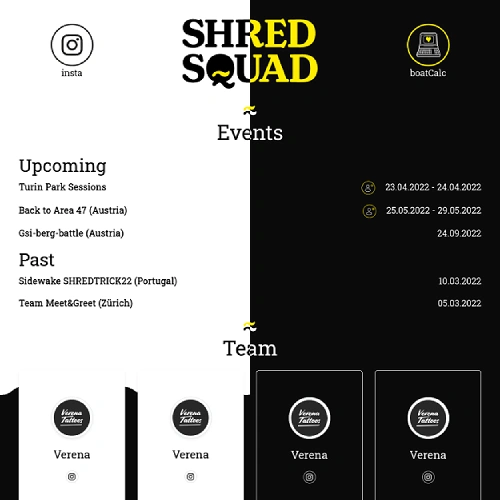 SHRED
SQUAD
insta
boatCalc
Events
Upcoming
Turin Park Sessions 23.04.2022 - 24.04.2022
Back to Area 47 (Austria) 25.05.2022 - 29.05.2022
Gsi-berg-battle (Austria) 24.09.2022
Past
Sidewake SHREDTRICK22 (Portugal) 10.03.2022
Team Meet&Greet (Zürich) 05.03.2022
Team
Verena Verena Verena Verena
Tattoos Tattoos Tattoos Tattoos
Verena Verena Verena Verena